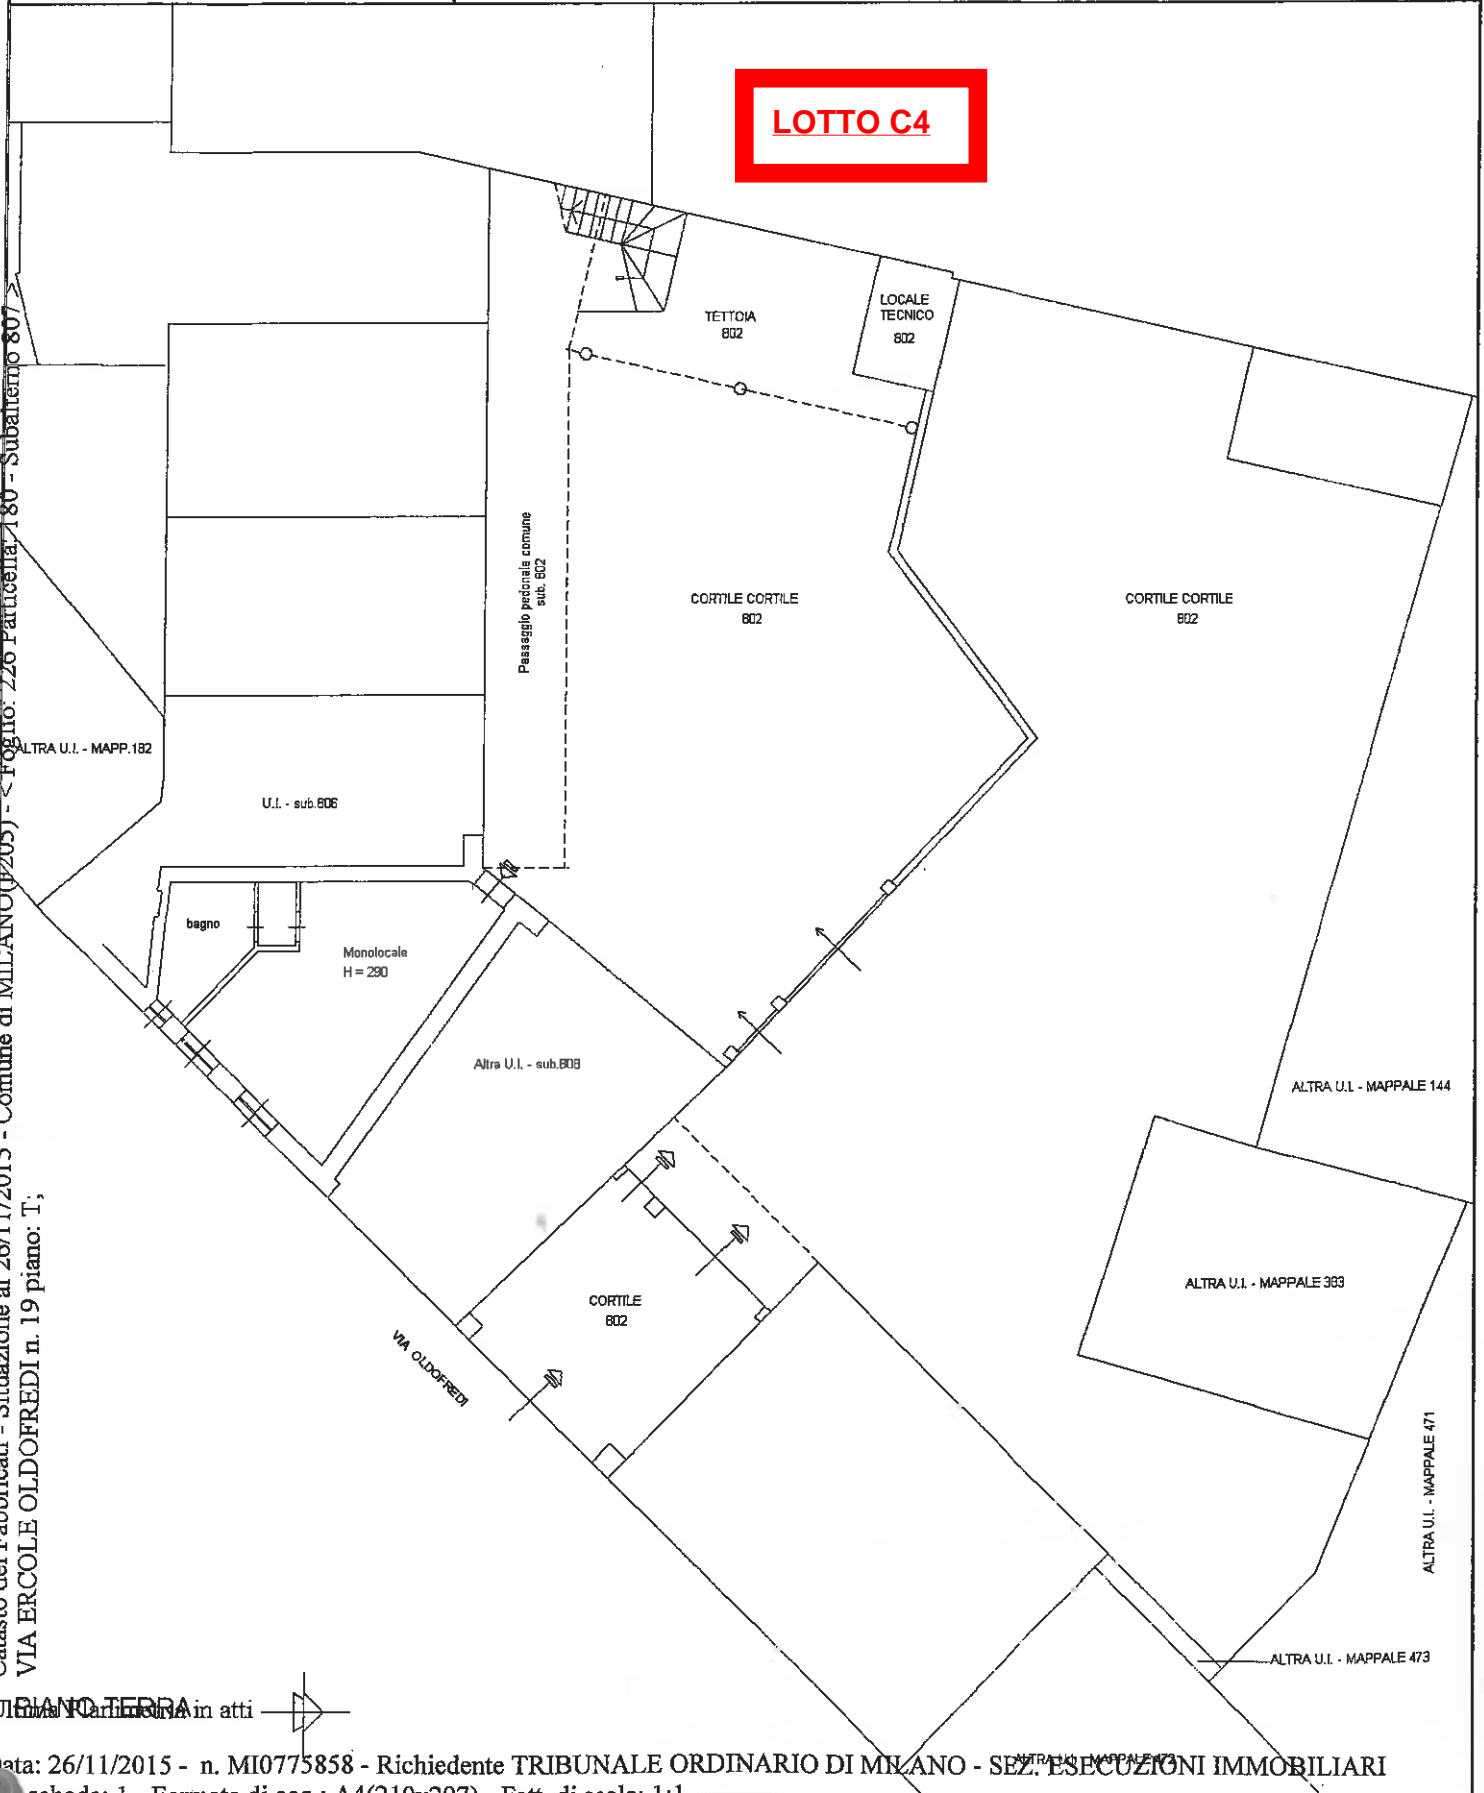 LOTTO C4
TETTOIA
802
LOCALE
TECNICO
802
Passaggio pedonale comune
sub. 802
CORTILE CORTILE
802
CORTILE CORTILE
802
ALTRA U.I. - MAPP.182
U.I. - sub.806
bagno
Monolocale
H = 290
Altra U.I. - sub.808
ALTRA U.I. - MAPPALE 144
ALTRA U.I. - MAPPALE 383
CORTILE
802
VIA OLDOFREDI
ALTRA U.I. - MAPPALE 471
ALTRA U.I. - MAPPALE 473
ALTRA U.I. - MAPPALE 472
Catasto dei Fabbricati - Situazione al 26/11/2015 - Comune di MILANO(F205) - < Foglio: 226 Particella: 180 - Subalterno 807 >
VIA ERCOLE OLDOFREDI n. 19 piano: T;
PIANO TERRA
Ultima Planimetria in atti
ata: 26/11/2015 - n. MI0775858 - Richiedente TRIBUNALE ORDINARIO DI MILANO - SEZ. ESECUZIONI IMMOBILIARI